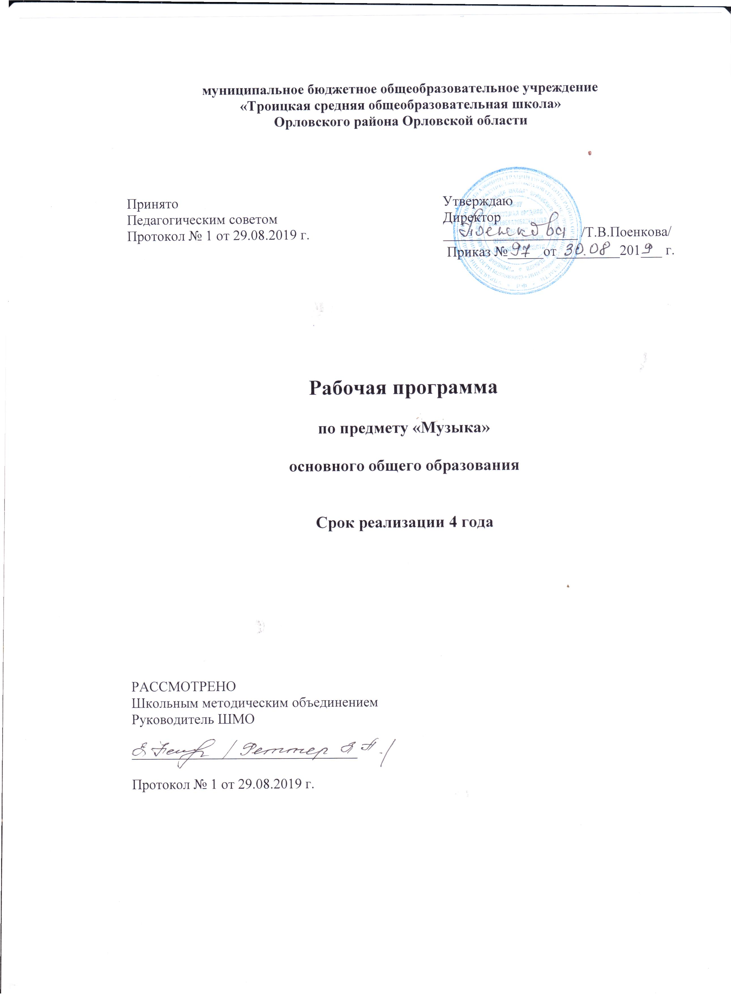 муниципальное бюджетное общеобразовательное учреждение
«Троицкая средняя общеобразовательная школа»
Орловского района Орловской области
Принято
Педагогическим советом
Протокол № 1 от 29.08.2019 г.
Утверждаю
Директор
Поенкова /Т.В.Поенкова/
Приказ № 97 от 30.08 2019 г.
Рабочая программа
по предмету «Музыка»
основного общего образования
Срок реализации 4 года
РАССМОТРЕНО
Школьным методическим объединением
Руководитель ШМО
/ Реттер Я А./
Протокол № 1 от 29.08.2019 г.